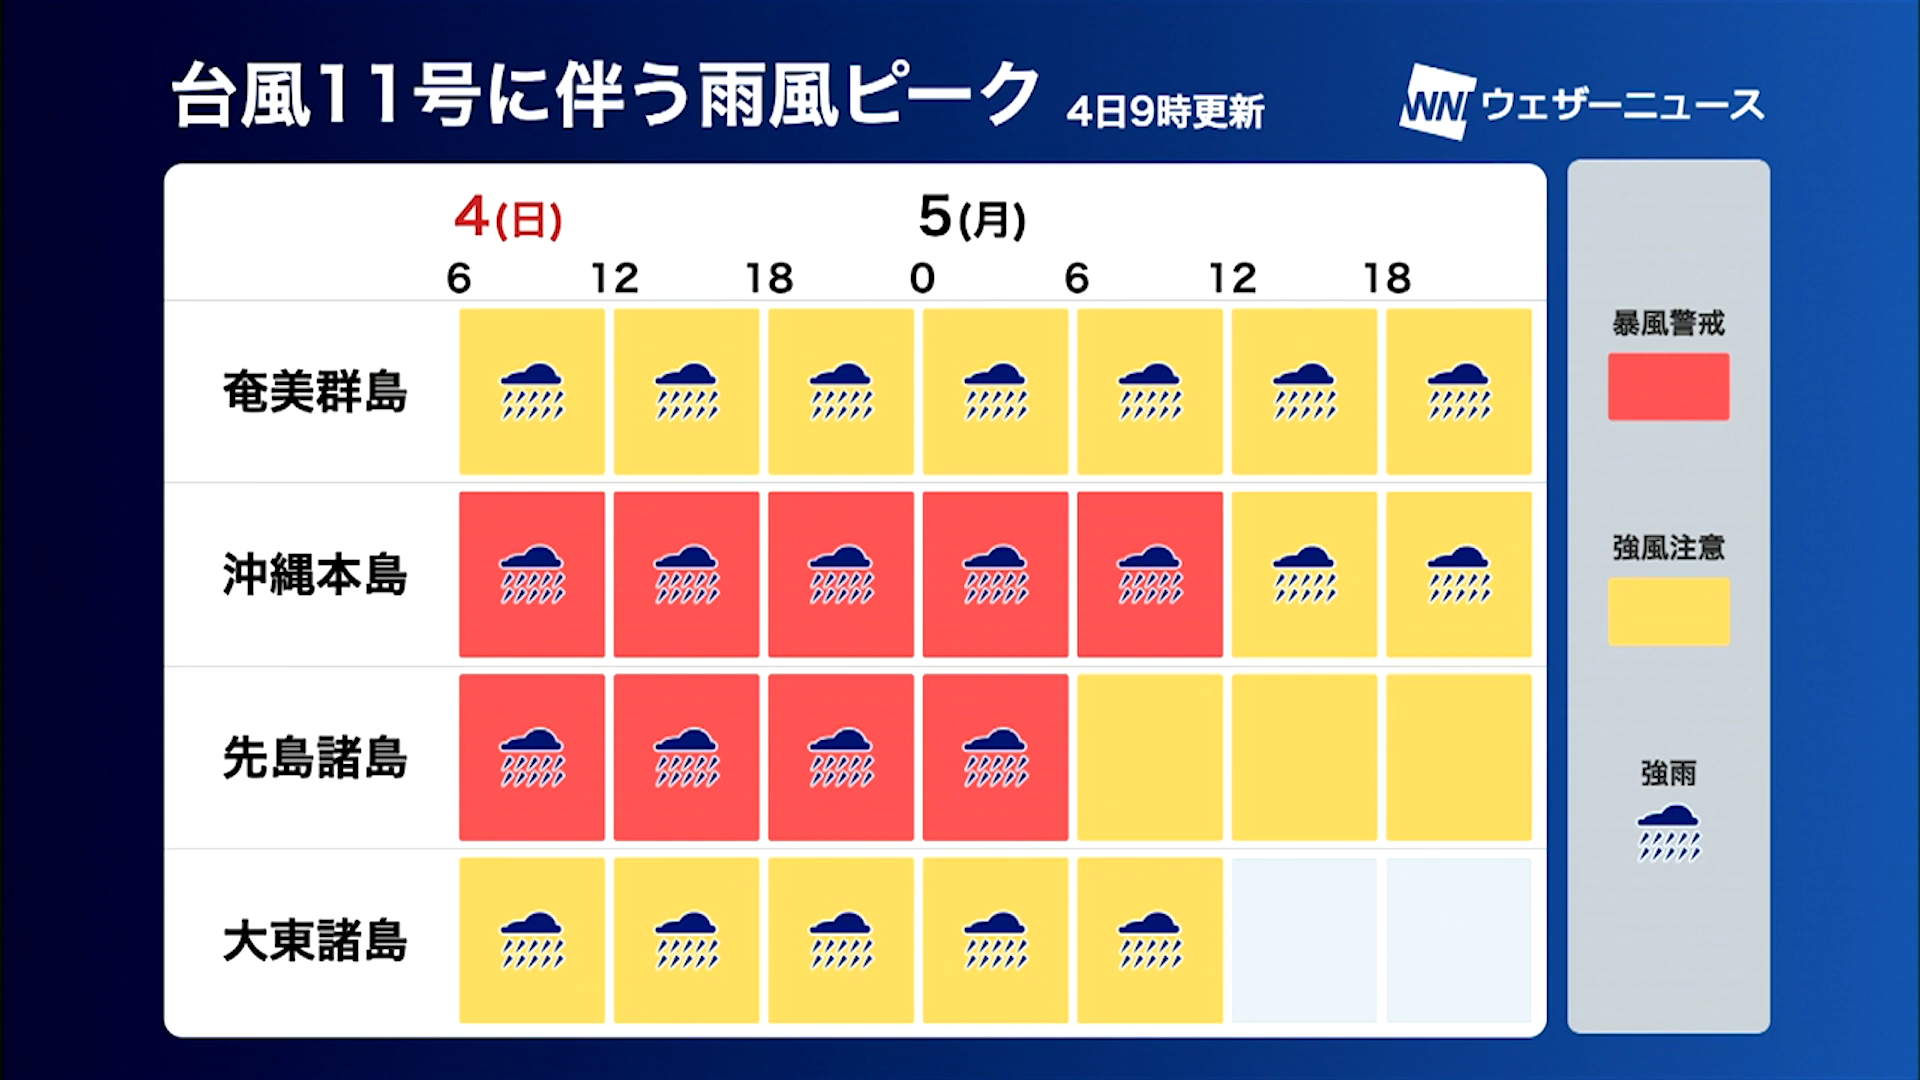 台風11号に伴う雨風ピーク 4日9時更新
WN ウェザーニュース
4(日) 5(月)
6 12 18 0 6 12 18
奄美群島
沖縄本島
先島諸島
大東諸島
暴風警戒
強風注意
強雨